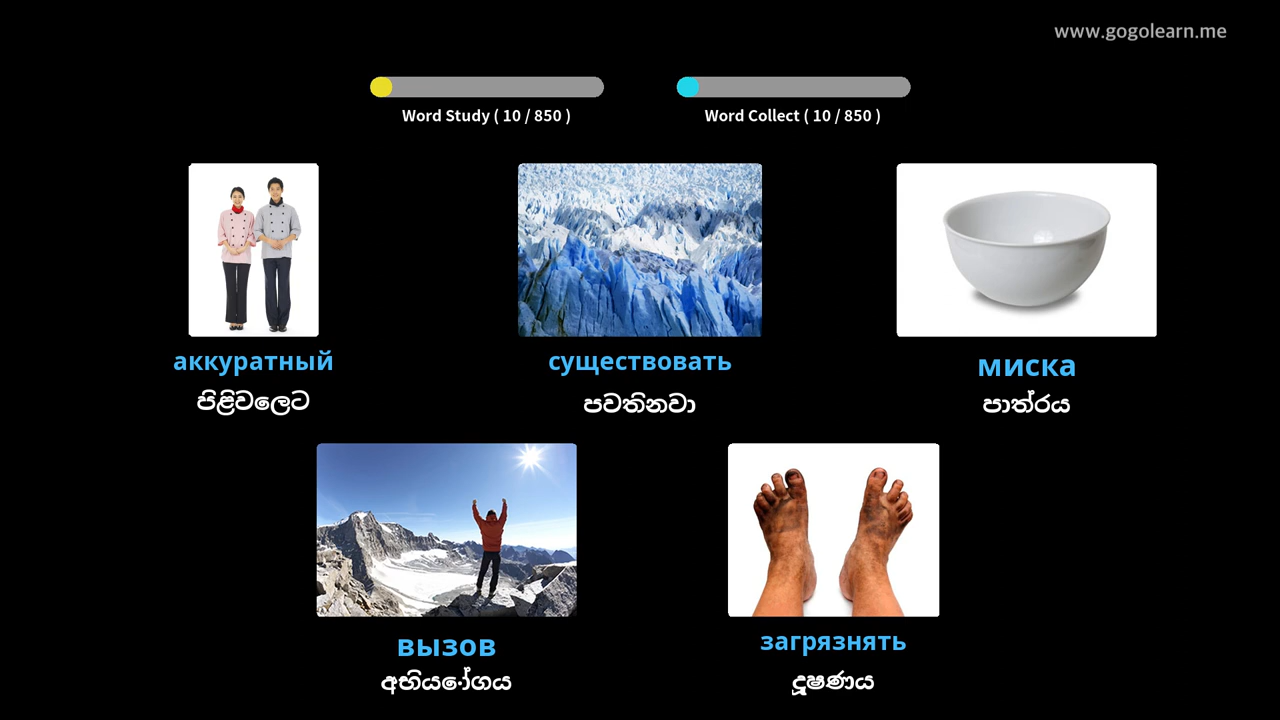 www.gogolearn.me
Word Study ( 10 / 850 )
Word Collect ( 10 / 850 )
аккуратный
පිළිවලෙට
существовать
පවතිනවා
миска
පාත්රය
вызов
අභියෝගය
загрязнять
දූෂණය